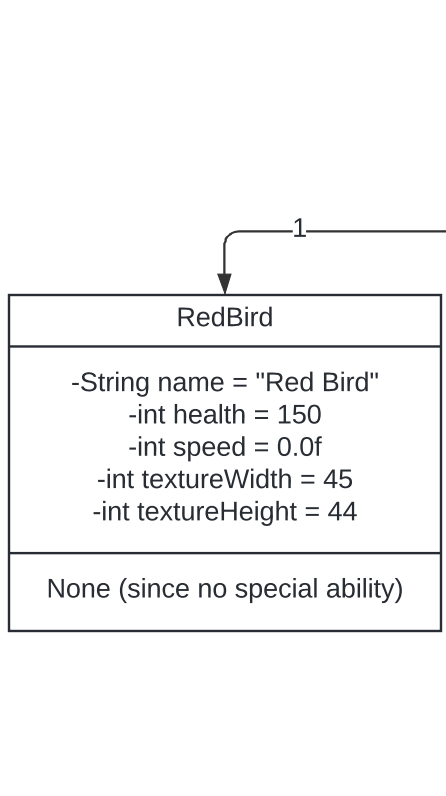 1
RedBird
-String name = "Red Bird"
-int health = 150
-int speed = 0.0f
-int textureWidth = 45
-int textureHeight = 44
None (since no special ability)